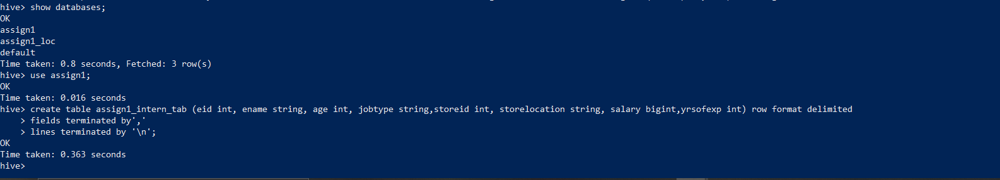 hive> show databases;
OK
assign1
assign1_loc
default
Time taken: 0.8 seconds, Fetched: 3 row(s)
hive> use assign1;
OK
Time taken: 0.016 seconds
hive> create table assign1_intern_tab (eid int, ename string, age int, jobtype string,storeid int, storelocation string, salary bigint,yrsofexp int) row format delimited
    > fields terminated by','
    > lines terminated by '\n';
OK
Time taken: 0.363 seconds
hive>